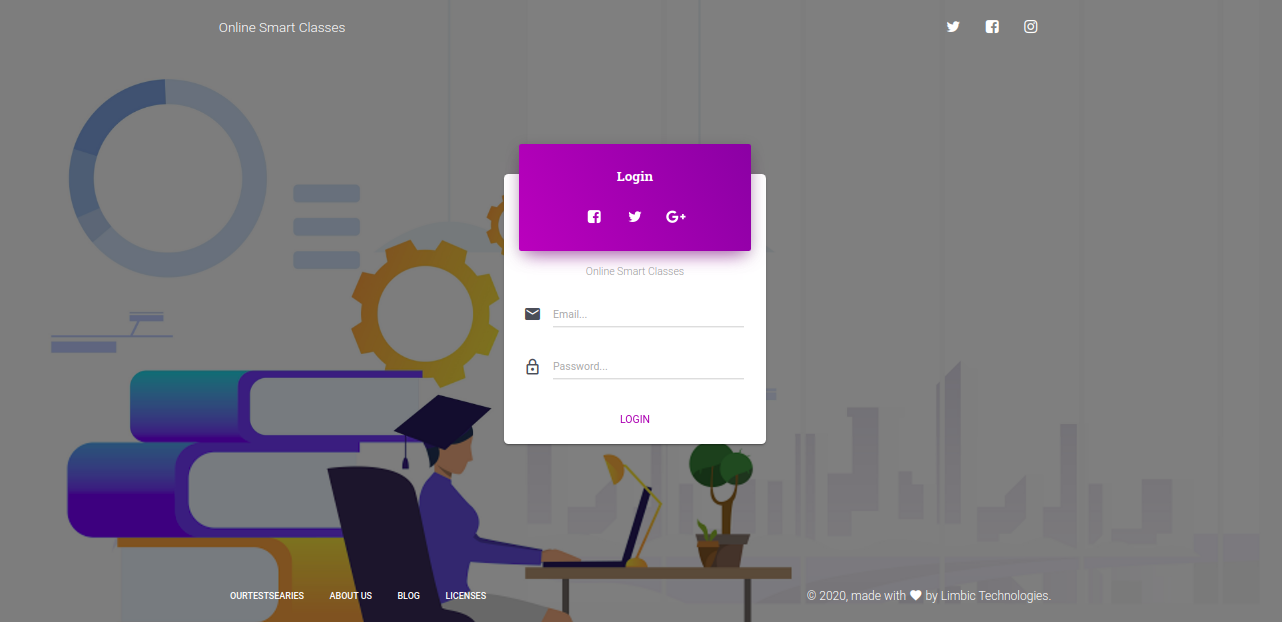 Online Smart Classes
Login
G+
Online Smart Classes
Email...
Password...
LOGIN
OURTESTSEARIES ABOUT US BLOG LICENSES
© 2020, made with ♥ by Limbic Technologies.